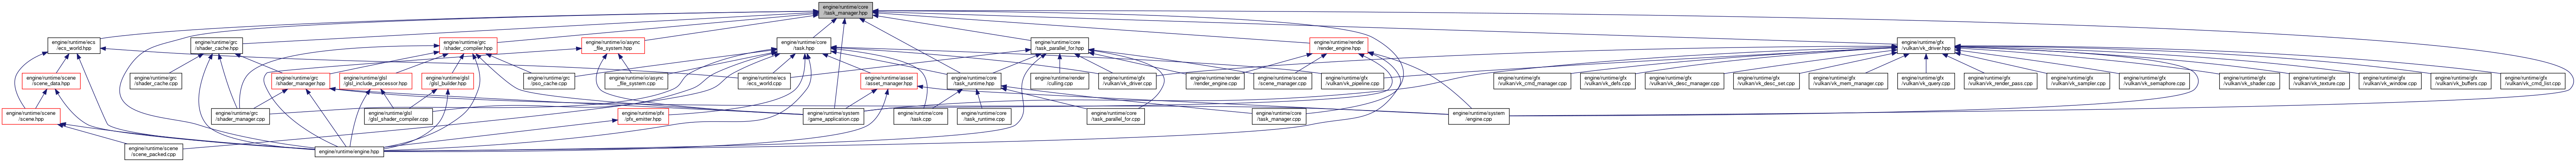 engine/runtime/core
/task_manager.hpp
engine/runtime/ecs
/ecs_world.hpp
engine/runtime/grc
/shader_cache.hpp
engine/runtime/grc
/shader_compiler.hpp
engine/runtime/io/async
_file_system.hpp
engine/runtime/core
/task.hpp
engine/runtime/core
/task_parallel_for.hpp
engine/runtime/render
/render_engine.hpp
engine/runtime/gfx
/vulkan/vk_driver.hpp
engine/runtime/scene
/scene_data.hpp
engine/runtime/grc
/shader_cache.cpp
engine/runtime/grc
/shader_manager.hpp
engine/runtime/glsl
/glsl_include_processor.hpp
engine/runtime/glsl
/glsl_builder.hpp
engine/runtime/grc
/pso_cache.cpp
engine/runtime/io/async
_file_system.cpp
engine/runtime/ecs
/ecs_world.cpp
engine/runtime/asset
/asset_manager.hpp
engine/runtime/core
/task_runtime.hpp
engine/runtime/render
/culling.cpp
engine/runtime/gfx
/vulkan/vk_driver.cpp
engine/runtime/render
/render_engine.cpp
engine/runtime/scene
/scene_manager.cpp
engine/runtime/gfx
/vulkan/vk_pipeline.cpp
engine/runtime/gfx
/vulkan/vk_cmd_manager.cpp
engine/runtime/gfx
/vulkan/vk_defs.cpp
engine/runtime/gfx
/vulkan/vk_desc_manager.cpp
engine/runtime/gfx
/vulkan/vk_desc_set.cpp
engine/runtime/gfx
/vulkan/vk_mem_manager.cpp
engine/runtime/gfx
/vulkan/vk_query.cpp
engine/runtime/gfx
/vulkan/vk_render_pass.cpp
engine/runtime/gfx
/vulkan/vk_sampler.cpp
engine/runtime/gfx
/vulkan/vk_semaphore.cpp
engine/runtime/gfx
/vulkan/vk_shader.cpp
engine/runtime/gfx
/vulkan/vk_texture.cpp
engine/runtime/gfx
/vulkan/vk_window.cpp
engine/runtime/gfx
/vulkan/vk_buffers.cpp
engine/runtime/gfx
/vulkan/vk_cmd_list.cpp
engine/runtime/scene
/scene.hpp
engine/runtime/grc
/shader_manager.cpp
engine/runtime/glsl
/glsl_shader_compiler.cpp
engine/runtime/pfx
/pfx_emitter.hpp
engine/runtime/system
/game_application.cpp
engine/runtime/core
/task.cpp
engine/runtime/core
/task_runtime.cpp
engine/runtime/core
/task_parallel_for.cpp
engine/runtime/core
/task_manager.cpp
engine/runtime/system
/engine.cpp
engine/runtime/scene
/scene_packed.cpp
engine/runtime/engine.hpp